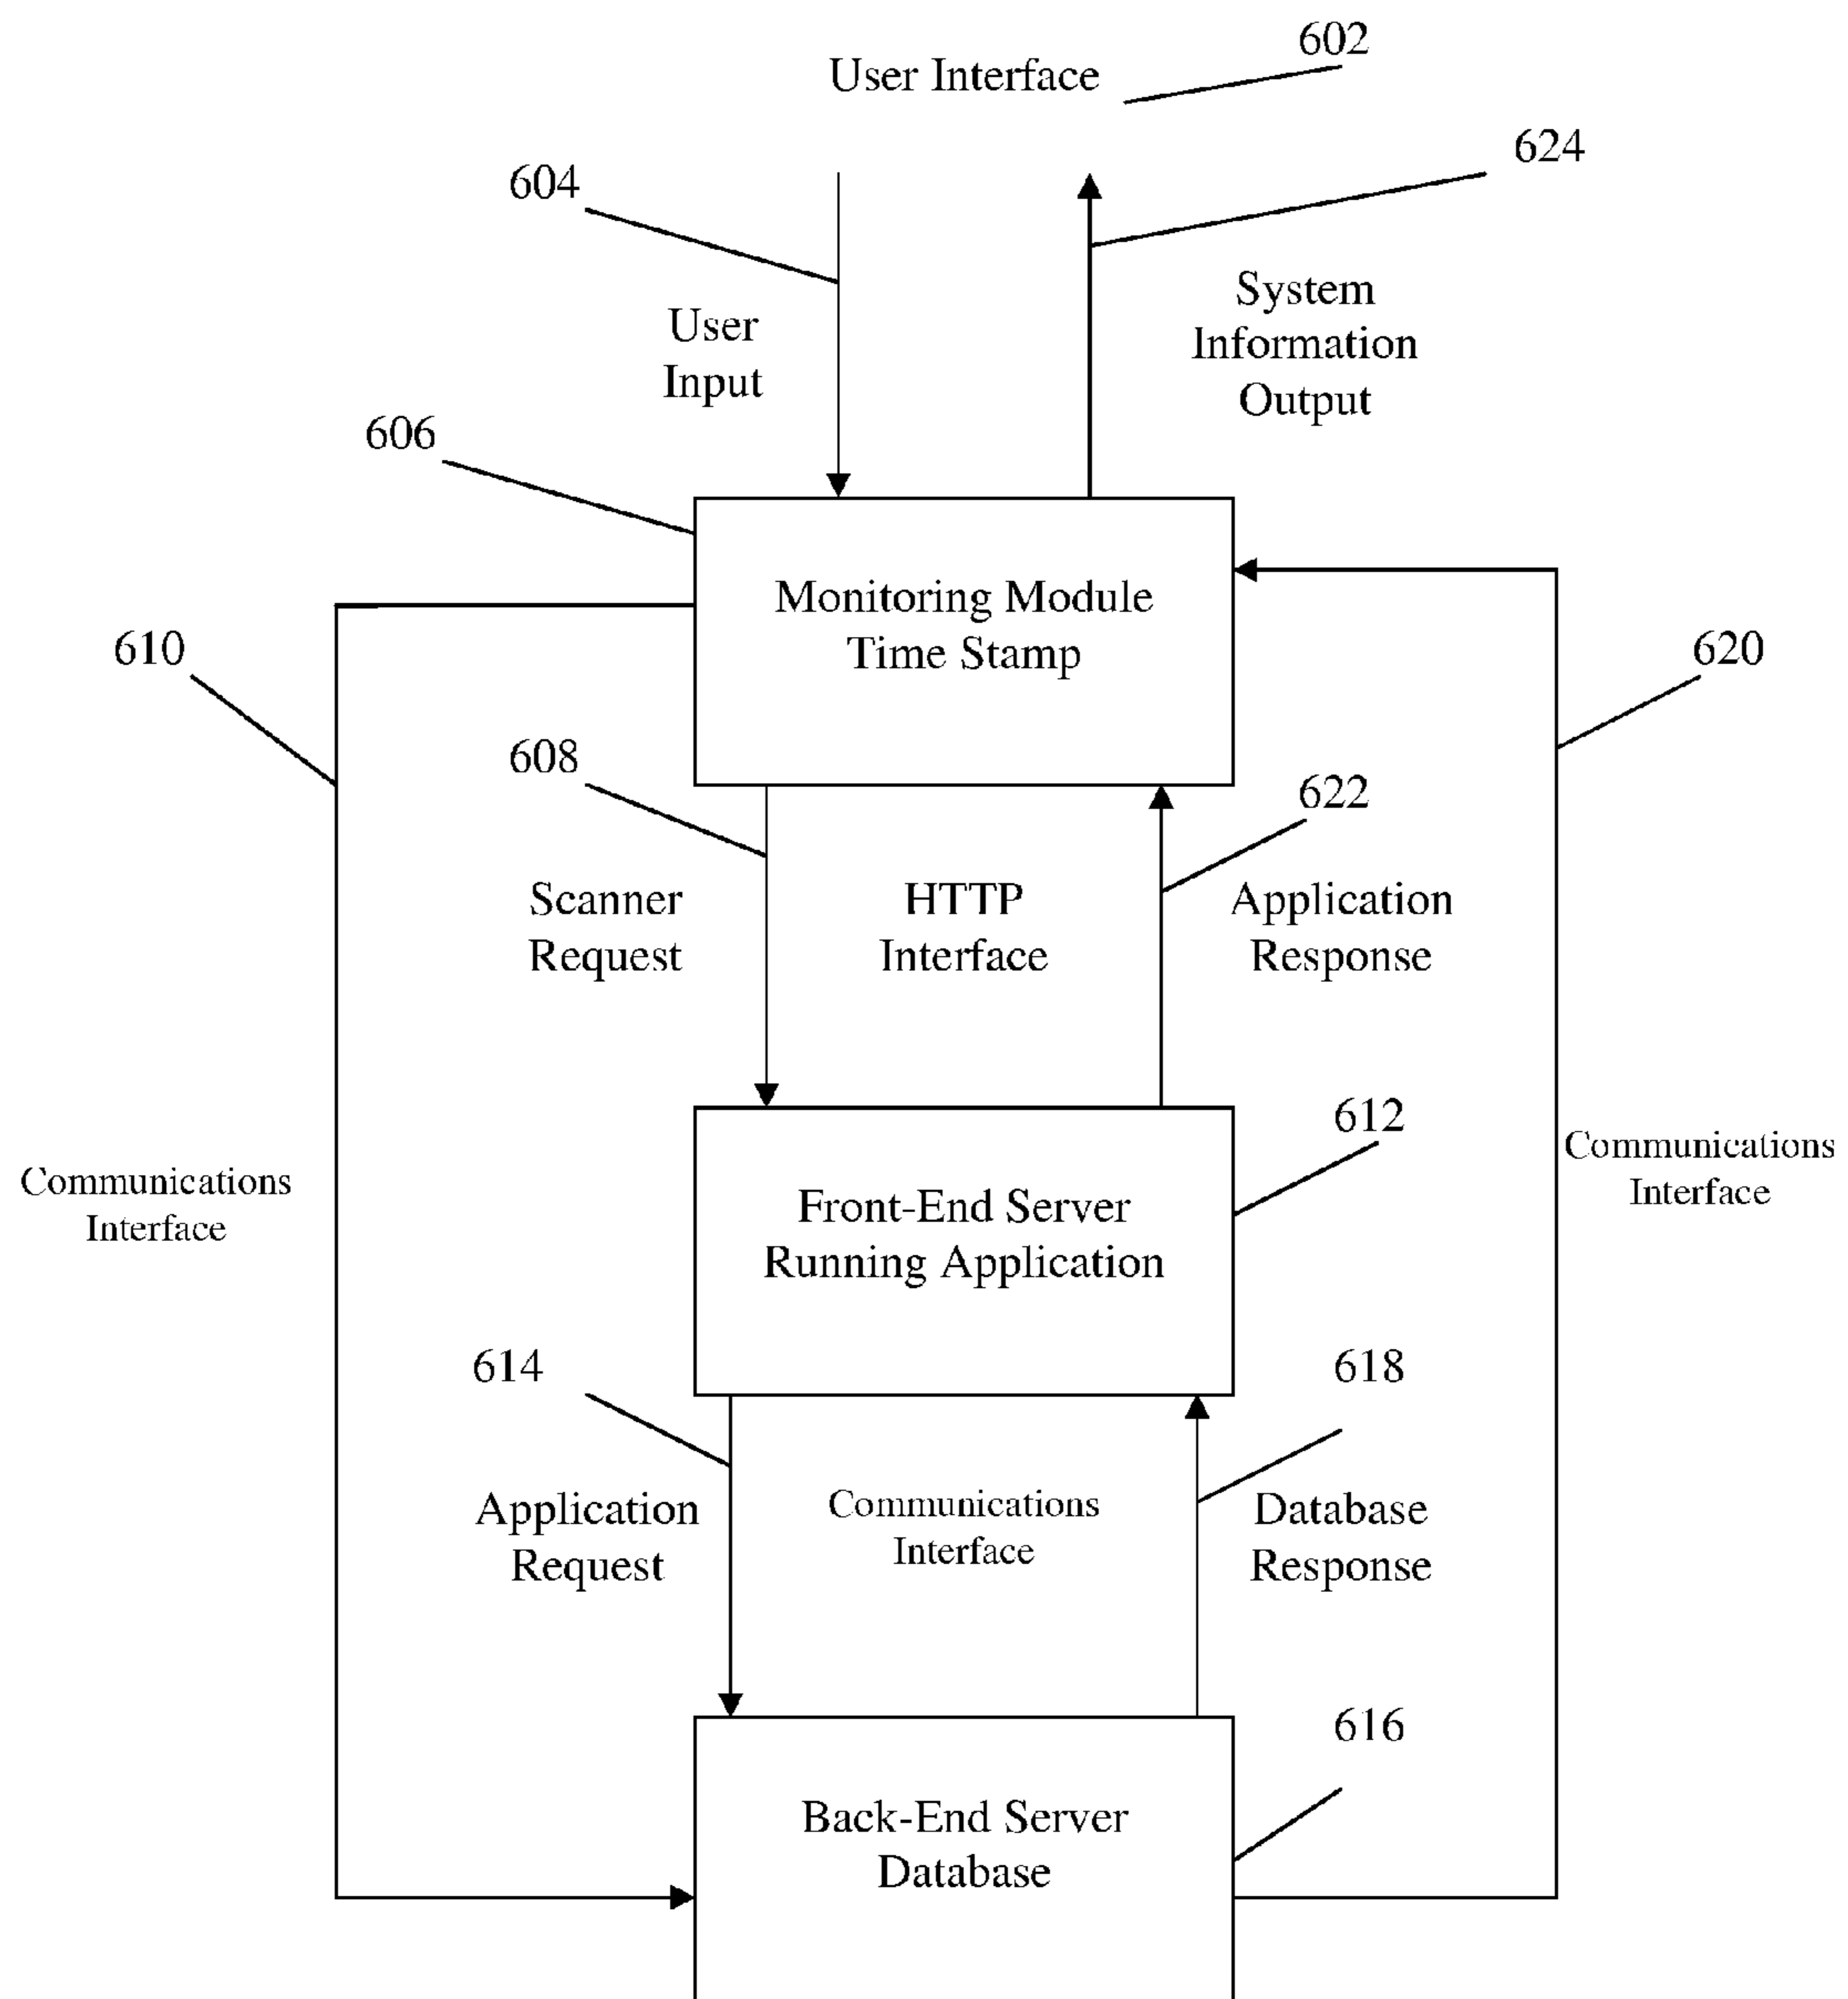 602
User Interface
624
604
System
Information
Output
User
Input
606
Monitoring Module
Time Stamp
610
620
608
622
Scanner
Request
HTTP
Interface
Application
Response
612
Communications
Interface
Communications
Interface
Front-End Server
Running Application
614
618
Application
Request
Communications
Interface
Database
Response
616
Back-End Server
Database